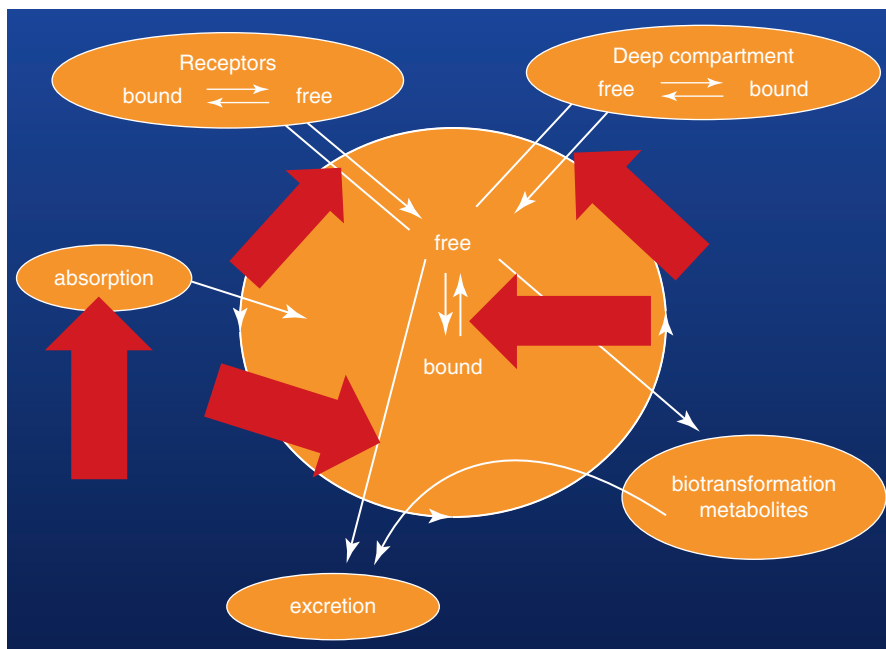 Receptors
bound free
Deep compartment
free bound
free
absorption
bound
biotransformation
metabolites
excretion